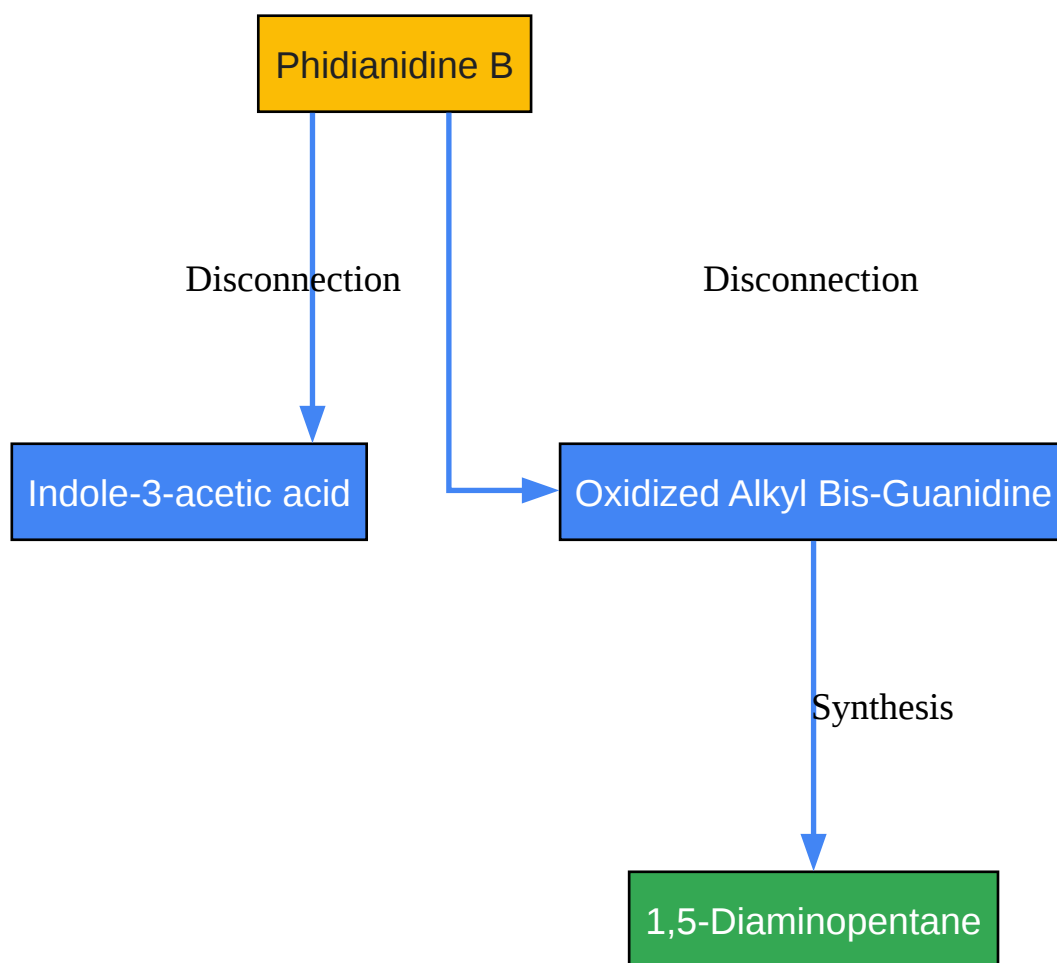 Phidianidine B
Disconnection
Disconnection
Indole-3-acetic acid
Oxidized Alkyl Bis-Guanidine
Synthesis
1,5-Diaminopentane